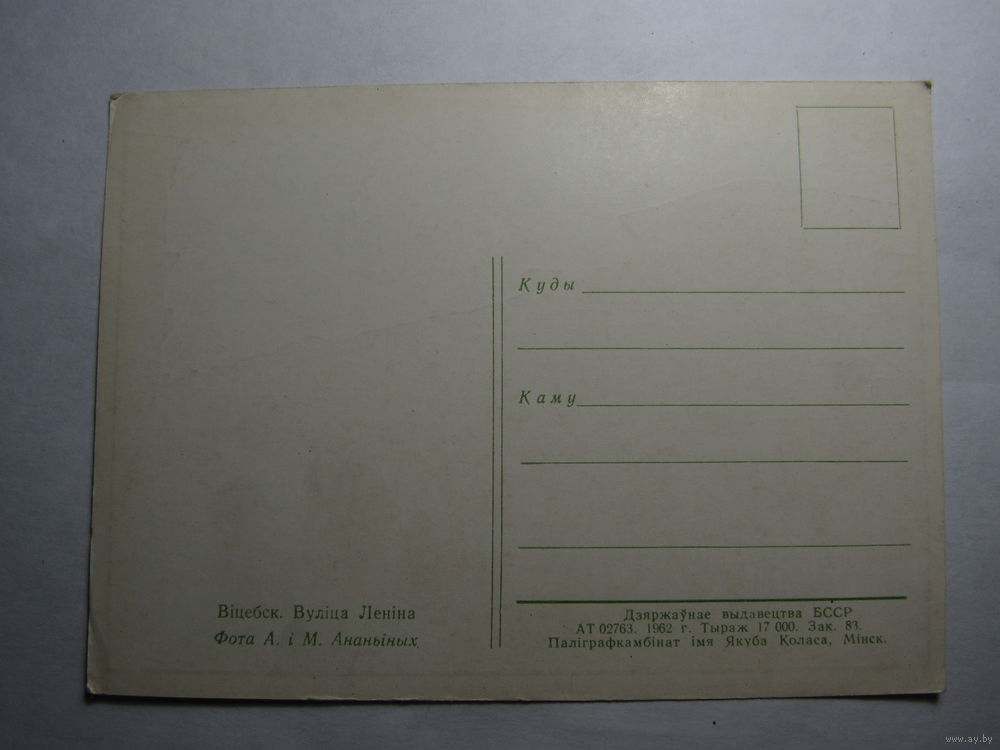 Куды
Каму
Віцебск. Вуліца Леніна
Фота А. і М. Ананьіных
Дзяржаўнае выдавецтва БССР
АТ 02763. 1962 г. Тыраж 17 000. Зак. 83.
Паліграфкамбінат імя Якуба Коласа, Мінск.
www.ay.by